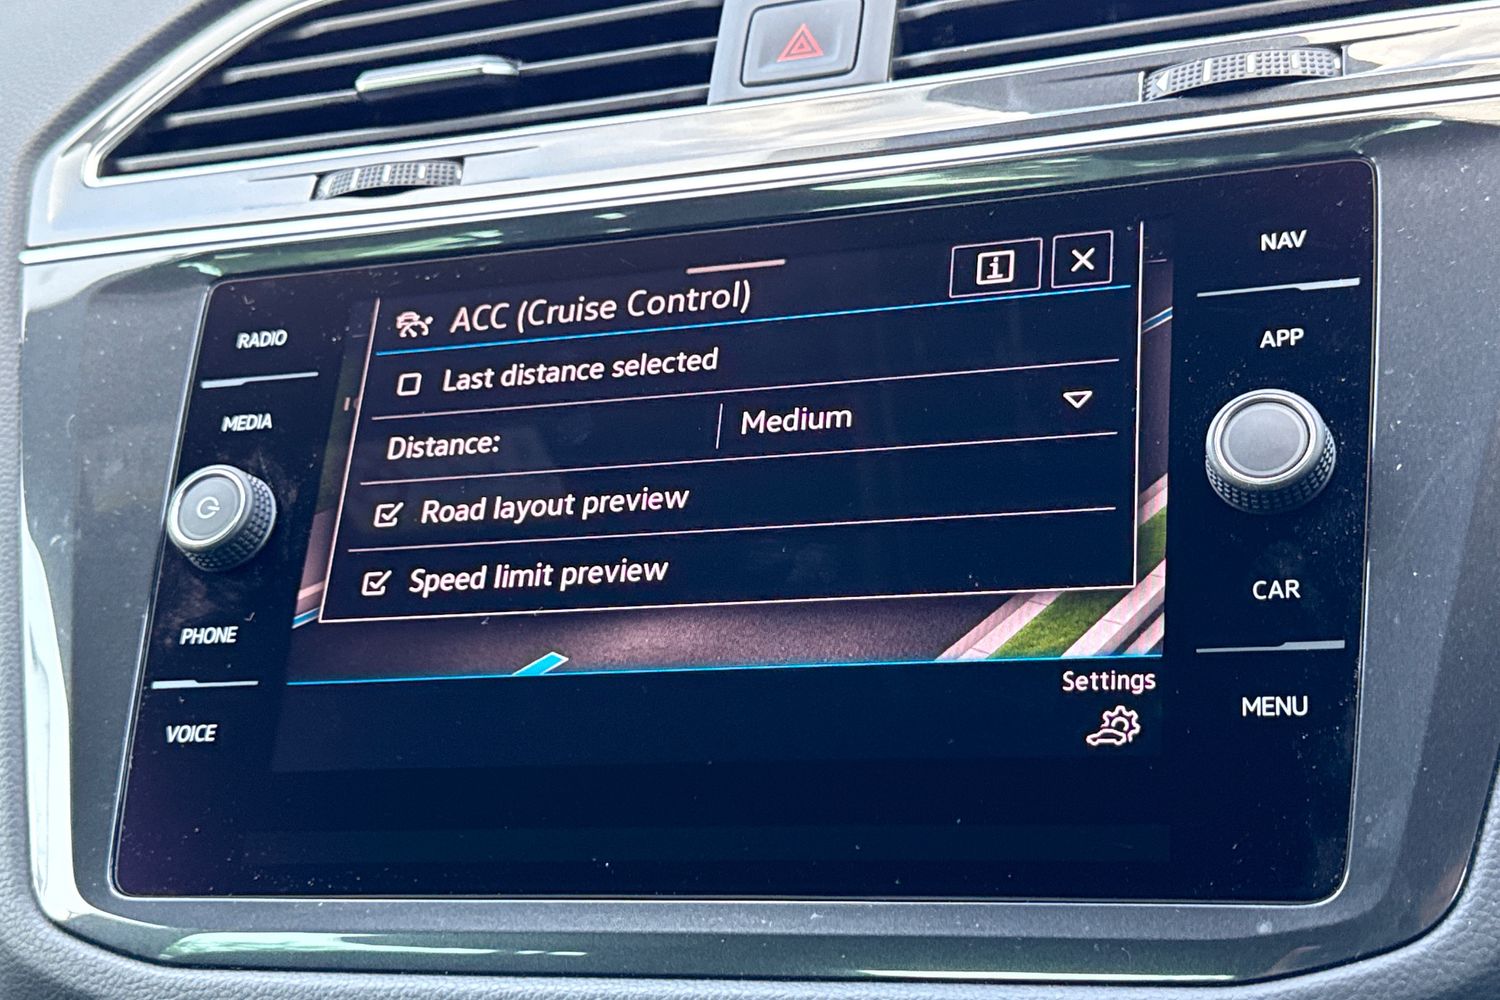 RADIO
MEDIA
PHONE
VOICE
ACC (Cruise Control)
Last distance selected
Distance: Medium
Road layout preview
Speed limit preview
Settings
NAV
APP
CAR
MENU